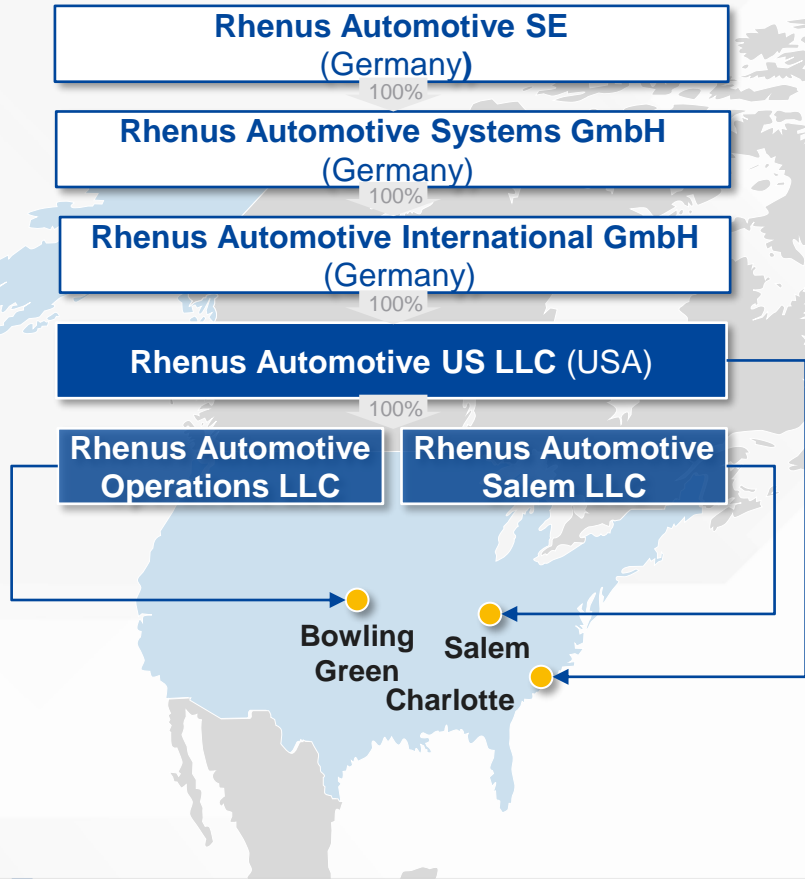 Rhenus Automotive SE
(Germany)
100%
Rhenus Automotive Systems GmbH
(Germany)
100%
Rhenus Automotive International GmbH
(Germany)
100%
Rhenus Automotive US LLC (USA)
100%
Rhenus Automotive
Operations LLC
Rhenus Automotive
Salem LLC
Bowling
Green
Salem
Charlotte